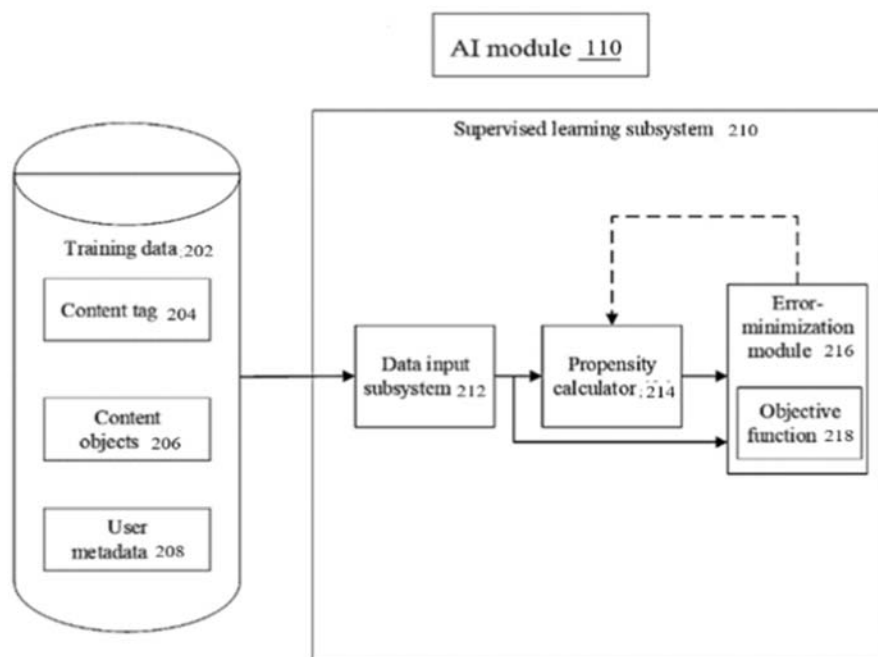 AI module 110
Supervised learning subsystem 210
Training data 202
Content tag 204
Content
objects 206
User
metadata 208
Data input
subsystem 212
Propensity
calculator 214
Error-
minimization
module 216
Objective
function 218